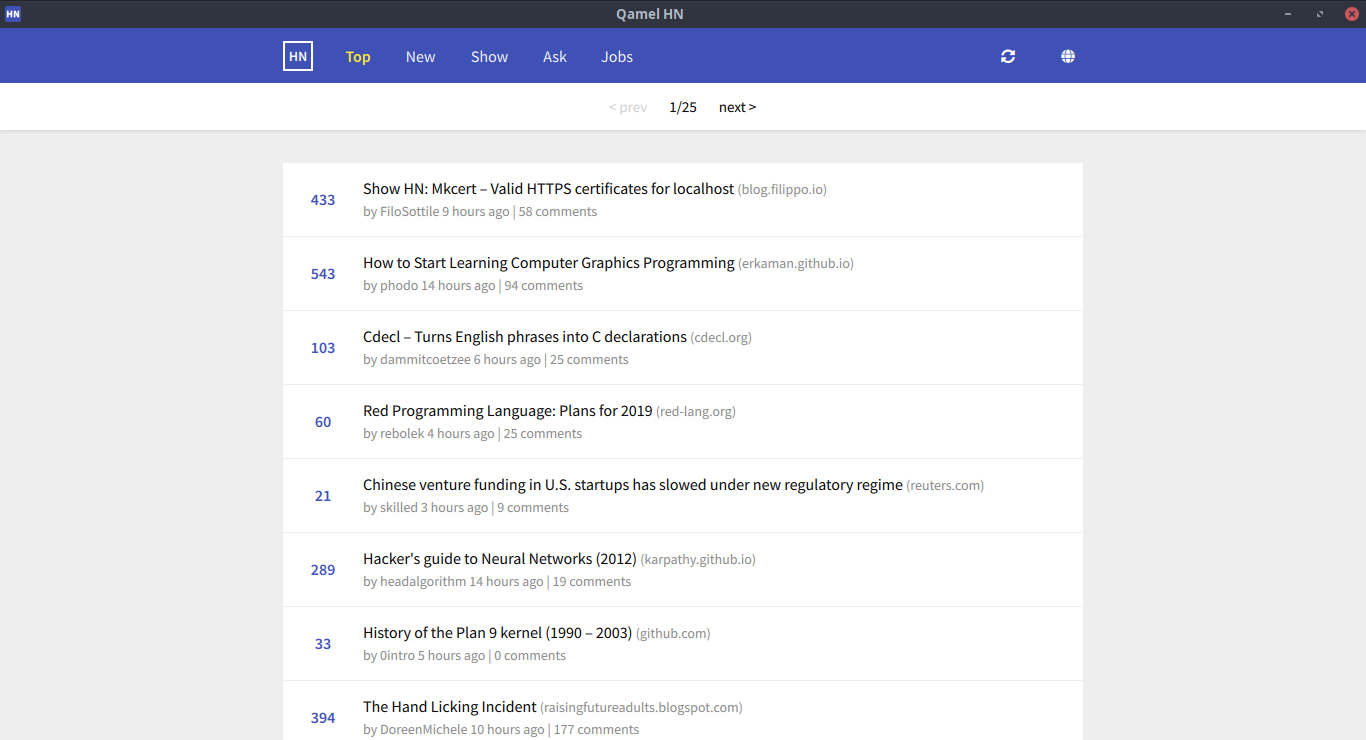 HN Qamel HN
HN Top New Show Ask Jobs
< prev 1/25 next >
433 Show HN: Mkcert – Valid HTTPS certificates for localhost (blog.filippo.io)
by FiloSottile 9 hours ago | 58 comments
543 How to Start Learning Computer Graphics Programming (erkaman.github.io)
by phodo 14 hours ago | 94 comments
103 Cdecl – Turns English phrases into C declarations (cdecl.org)
by dammitcoetzee 6 hours ago | 25 comments
60 Red Programming Language: Plans for 2019 (red-lang.org)
by rebolek 4 hours ago | 25 comments
21 Chinese venture funding in U.S. startups has slowed under new regulatory regime (reuters.com)
by skilled 3 hours ago | 9 comments
289 Hacker's guide to Neural Networks (2012) (karpathy.github.io)
by headalgorithm 14 hours ago | 19 comments
33 History of the Plan 9 kernel (1990 – 2003) (github.com)
by 0intro 5 hours ago | 0 comments
394 The Hand Licking Incident (raisingfutureadults.blogspot.com)
by DoreenMichele 10 hours ago | 177 comments